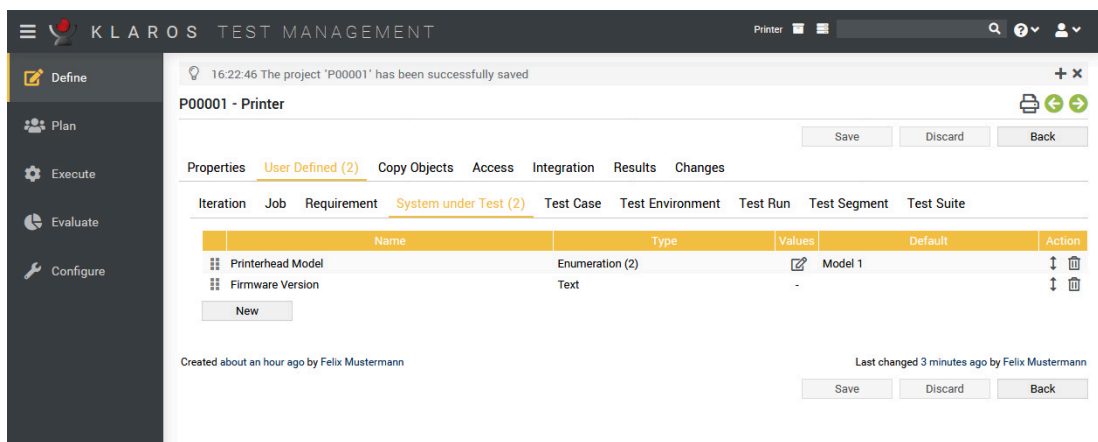 KLAROS TEST MANAGEMENT Printer
Define
16:22:46 The project 'P00001' has been successfully saved
P00001 - Printer
Plan
Save Discard Back
Properties User Defined (2) Copy Objects Access Integration Results Changes
Execute
Iteration Job Requirement System under Test (2) Test Case Test Environment Test Run Test Segment Test Suite
Evaluate
Name Type Values Default Action
Printerhead Model Enumeration (2) Model 1
Configure
Firmware Version Text -
New
Created about an hour ago by Felix Mustermann Last changed 3 minutes ago by Felix Mustermann
Save Discard Back